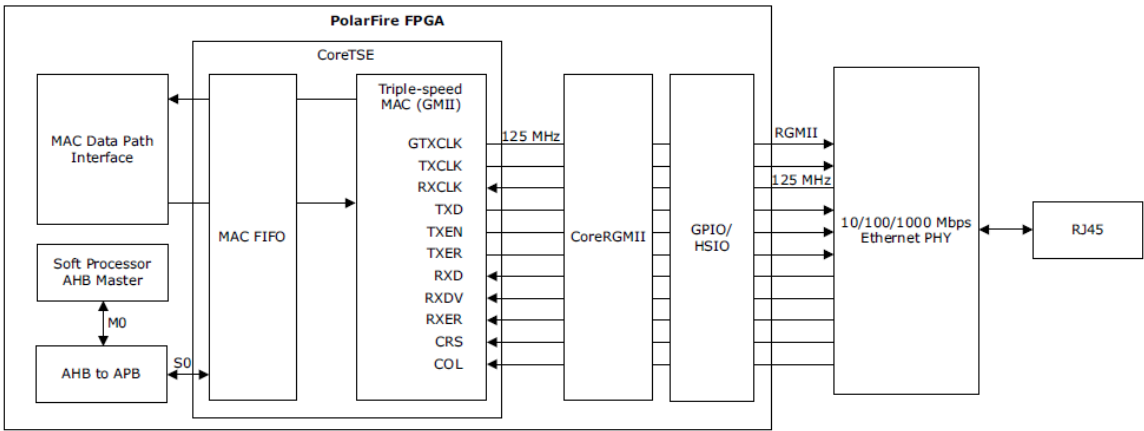 PolarFire FPGA
CoreTSE
MAC Data Path
Interface
MAC FIFO
Triple-speed
MAC (GMII)
GTXCLK
TXCLK
RXCLK
TXD
TXEN
TXER
RXD
RXDV
RXER
CRS
COL
125 MHz
CoreRGMII
GPIO/
HSIO
RGMII
125 MHz
10/100/1000 Mbps
Ethernet PHY
RJ45
Soft Processor
AHB Master
M0
AHB to APB
S0